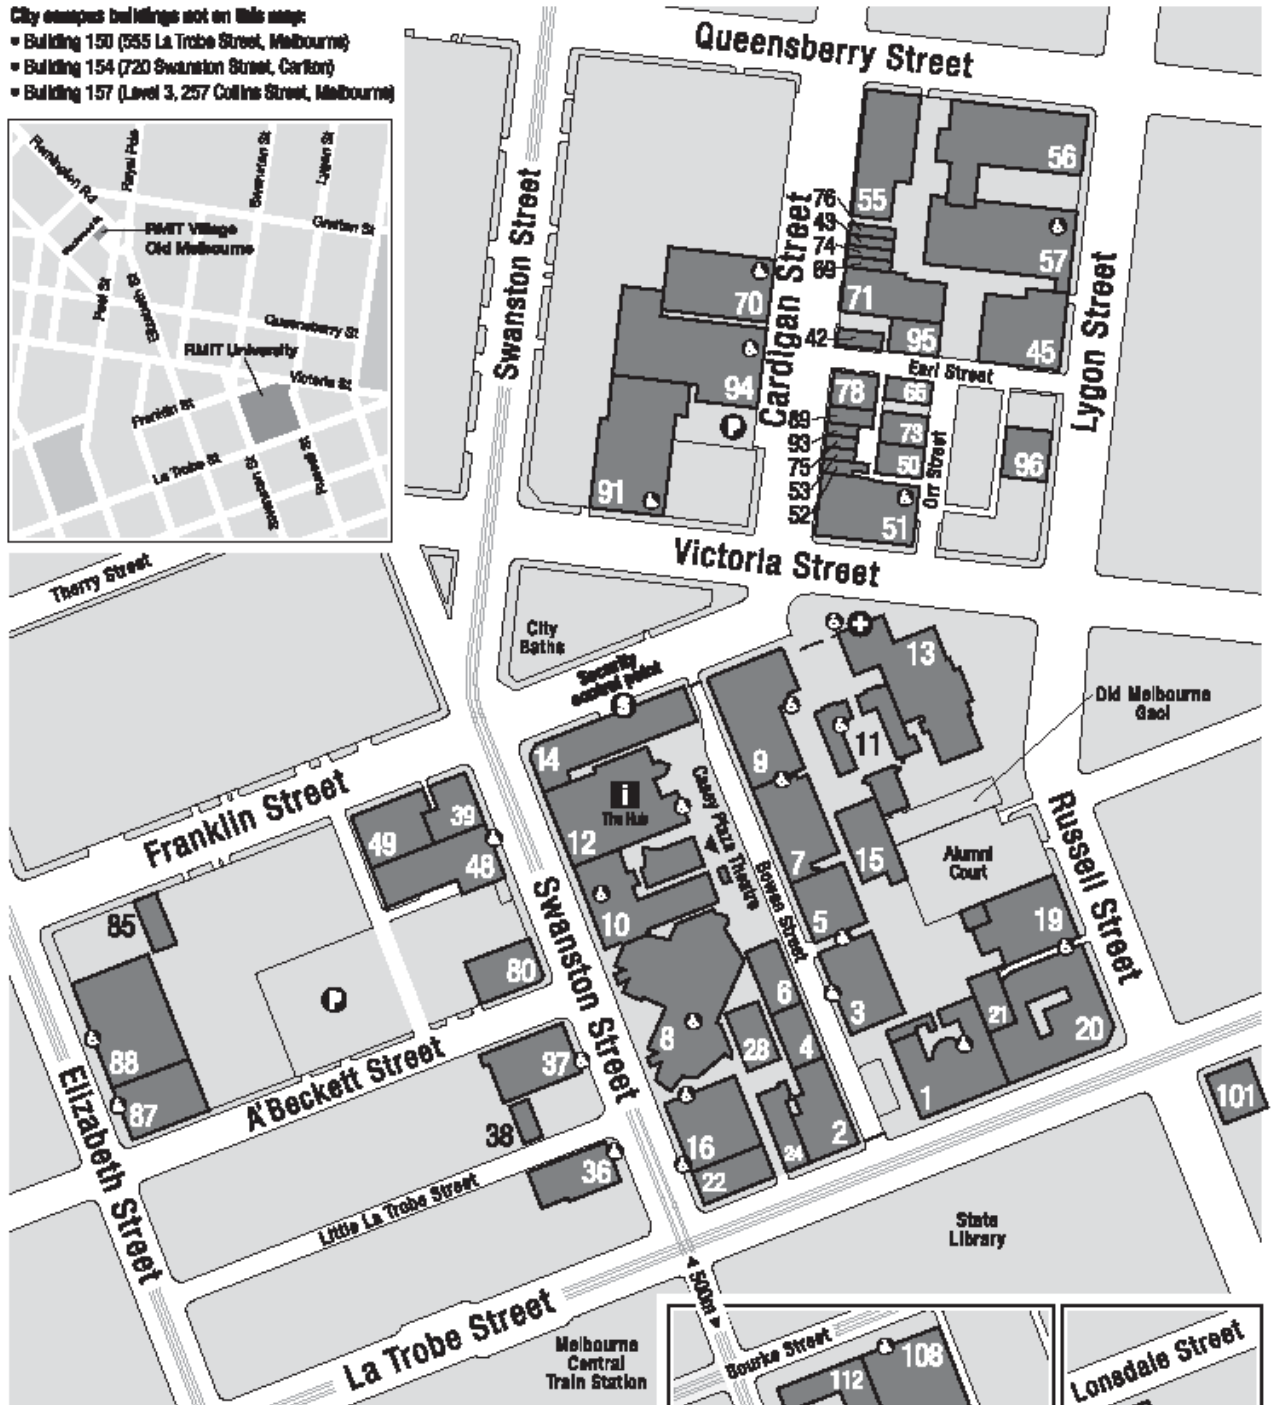 City campus buildings not on this map:
• Building 150 (555 La Trobe Street, Melbourne)
• Building 154 (720 Swanston Street, Carlton)
• Building 157 (Level 3, 257 Collins Street, Melbourne)
Flemington Rd
Royal Pde
Swanston St
Lygon St
Grattan St
RMIT Village
Old Melbourne
Peel St
Elizabeth St
Queensberry St
RMIT University
Victoria St
Franklin St
La Trobe St
Swanston St
Russell St
Queensberry Street
Swanston Street
Cardigan Street
Lygon Street
55
56
57
76
43
74
69
71
70
42
95
45
94
Earl Street
78
66
89
93
75
53
52
73
50
Orr Street
96
P
91
51
Victoria Street
Therry Street
City
Baths
Security
control point
S
13
Old Melbourne
Gaol
14
9
11
i
The Hub
Casey Plaza Theatre
Franklin Street
49
39
12
48
7
15
Alumni
Court
Russell Street
Bowen Street
85
10
5
19
Swanston Street
80
P
6
3
21
20
8
28
4
88
37
1
87
A'Beckett Street
101
Elizabeth Street
38
16
2
36
24
22
Little La Trobe Street
State
Library
500m
La Trobe Street
Melbourne
Central
Train Station
Bourke Street
108
112
Lonsdale Street